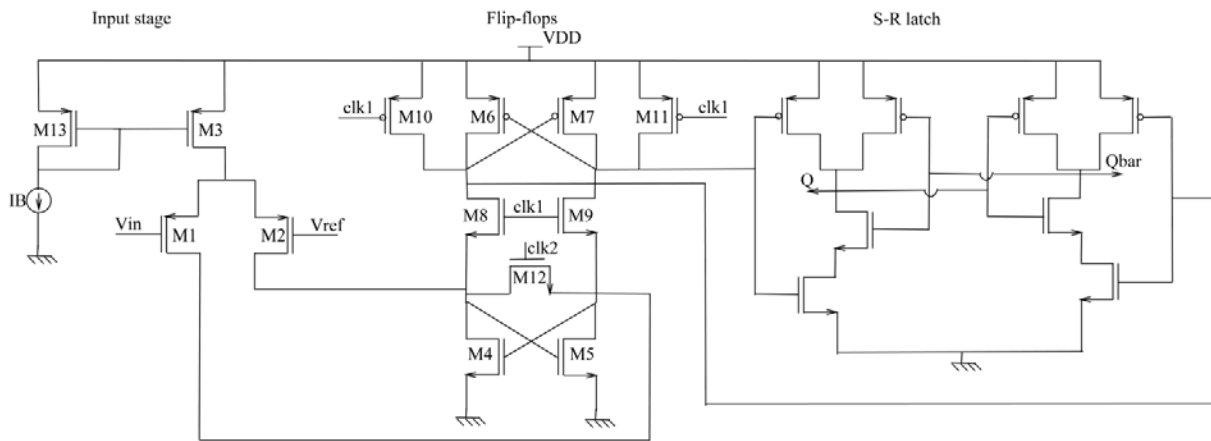 Input stage
Flip-flops
S-R latch
VDD
clk1
clk1
M13
M3
M10
M6
M7
M11
Qbar
Q
IB
M8
clk1
M9
Vin
M1
M2
Vref
clk2
M12
M4
M5